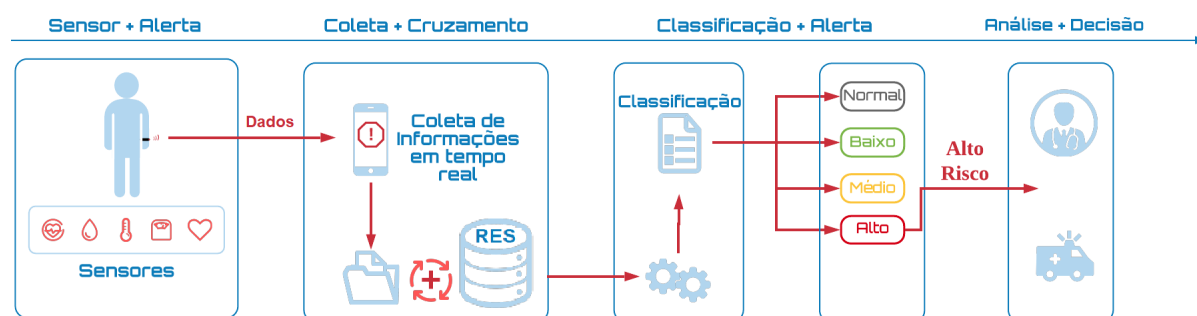 Sensor + Alerta
Coleta + Cruzamento
Classificação + Alerta
Análise + Decisão
Sensores
Dados
Coleta de
Informações
em tempo
real
RES
Classificação
Normal
Baixo
Médio
Alto
Alto
Risco